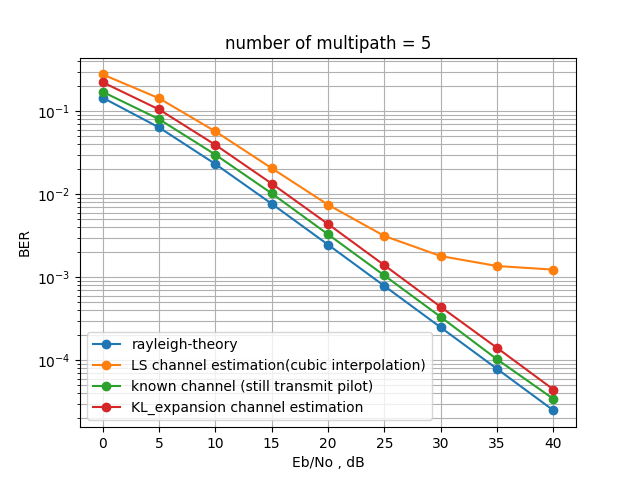 number of multipath = 5
BER
10⁻¹
10⁻²
10⁻³
10⁻⁴
rayleigh-theory
LS channel estimation(cubic interpolation)
known channel (still transmit pilot)
KL_expansion channel estimation
0 5 10 15 20 25 30 35 40
Eb/No , dB